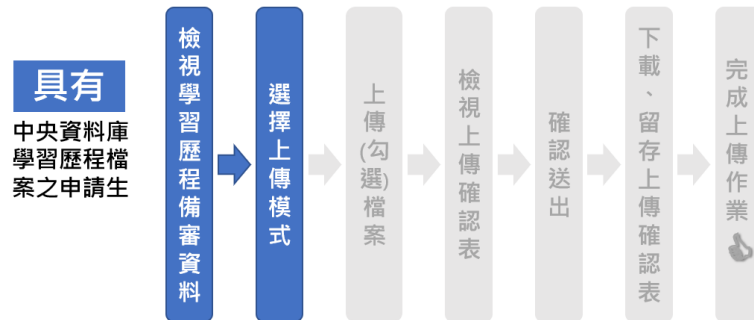 具有
中央資料庫
學習歷程檔
案之申請生
檢視學習歷程備審資料
選擇上傳模式
上傳(勾選)檔案
檢視上傳確認表
確認送出
下載、留存上傳確認表
完成上傳作業